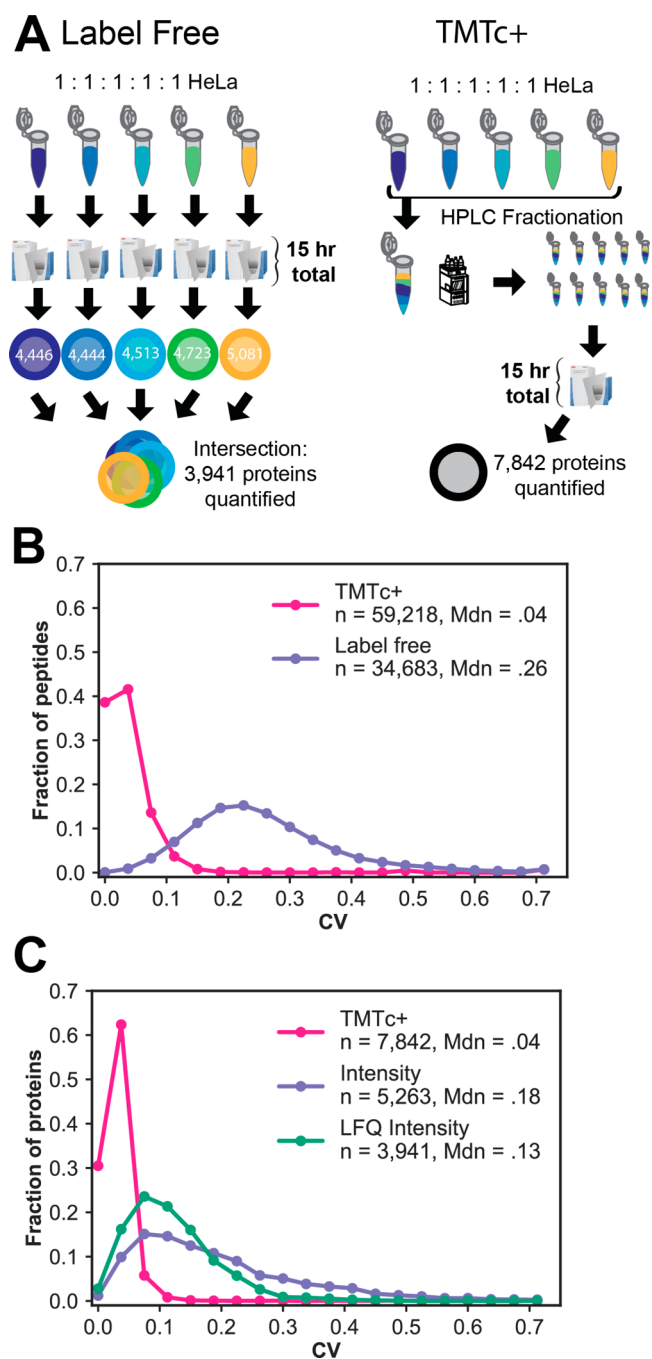 A Label Free
TMTc+
1 : 1 : 1 : 1 : 1 HeLa
1 : 1 : 1 : 1 : 1 HeLa
HPLC Fractionation
15 hr
total
4,446
4,444
4,513
4,723
5,081
15 hr
total
Intersection:
3,941 proteins
quantified
7,842 proteins
quantified
B
0.7
0.6
0.5
0.4
0.3
0.2
0.1
0.0
Fraction of peptides
TMTc+
n = 59,218, Mdn = .04
Label free
n = 34,683, Mdn = .26
0.0 0.1 0.2 0.3 0.4 0.5 0.6 0.7
CV
C
0.7
0.6
0.5
0.4
0.3
0.2
0.1
0.0
Fraction of proteins
TMTc+
n = 7,842, Mdn = .04
Intensity
n = 5,263, Mdn = .18
LFQ Intensity
n = 3,941, Mdn = .13
0.0 0.1 0.2 0.3 0.4 0.5 0.6 0.7
CV